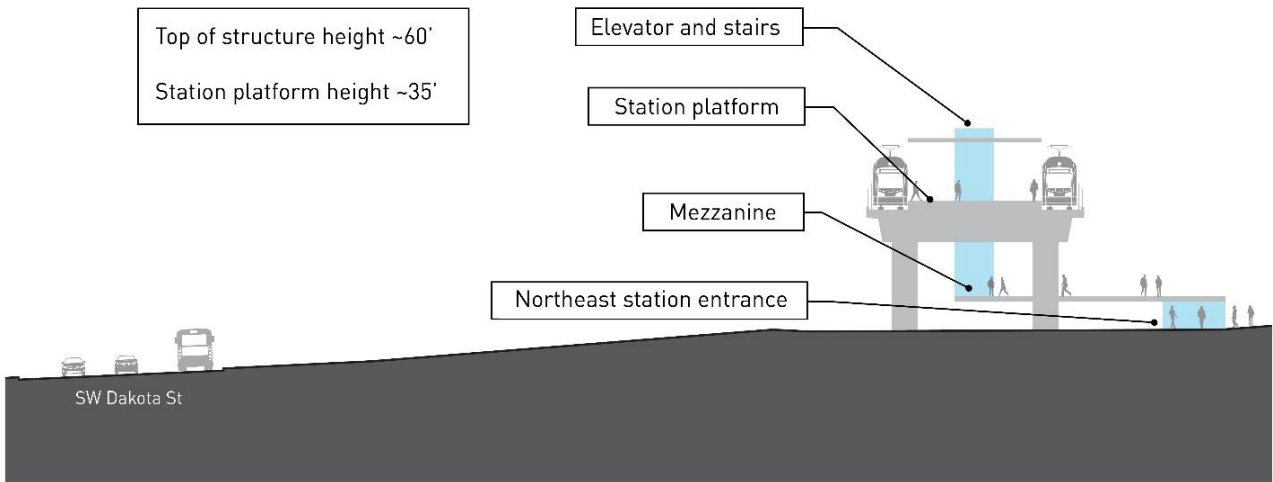 Top of structure height ~60’
Station platform height ~35’
Elevator and stairs
Station platform
Mezzanine
Northeast station entrance
SW Dakota St